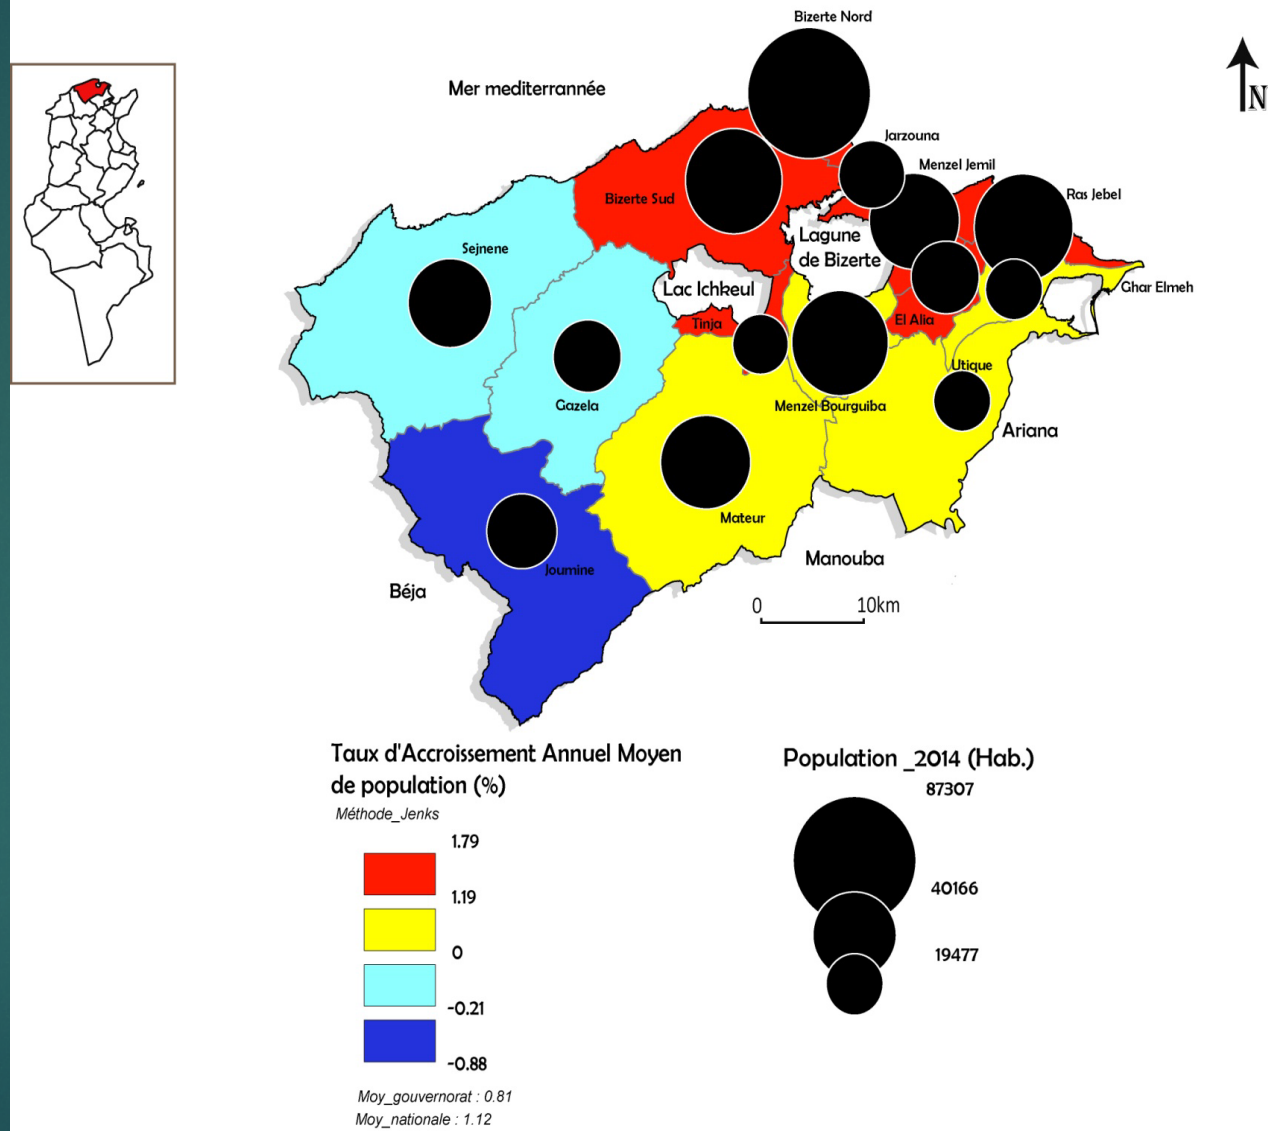 Bizerte Nord
Mer mediterrannée
N
Jarzouna
Menzel Jemil
Ras Jebel
Bizerte Sud
Lagune
de Bizerte
Sejnene
Lac Ichkeul
Ghar Elmeh
Tinja
El Alia
Utique
Gazela
Menzel Bourguiba
Ariana
Mateur
Manouba
Joumine
Béja
0 10km
Taux d'Accroissement Annuel Moyen
de population (%)
Méthode_Jenks
1.79
1.19
0
-0.21
-0.88
Moy_gouvernorat : 0.81
Moy_nationale : 1.12
Population _2014 (Hab.)
87307
40166
19477